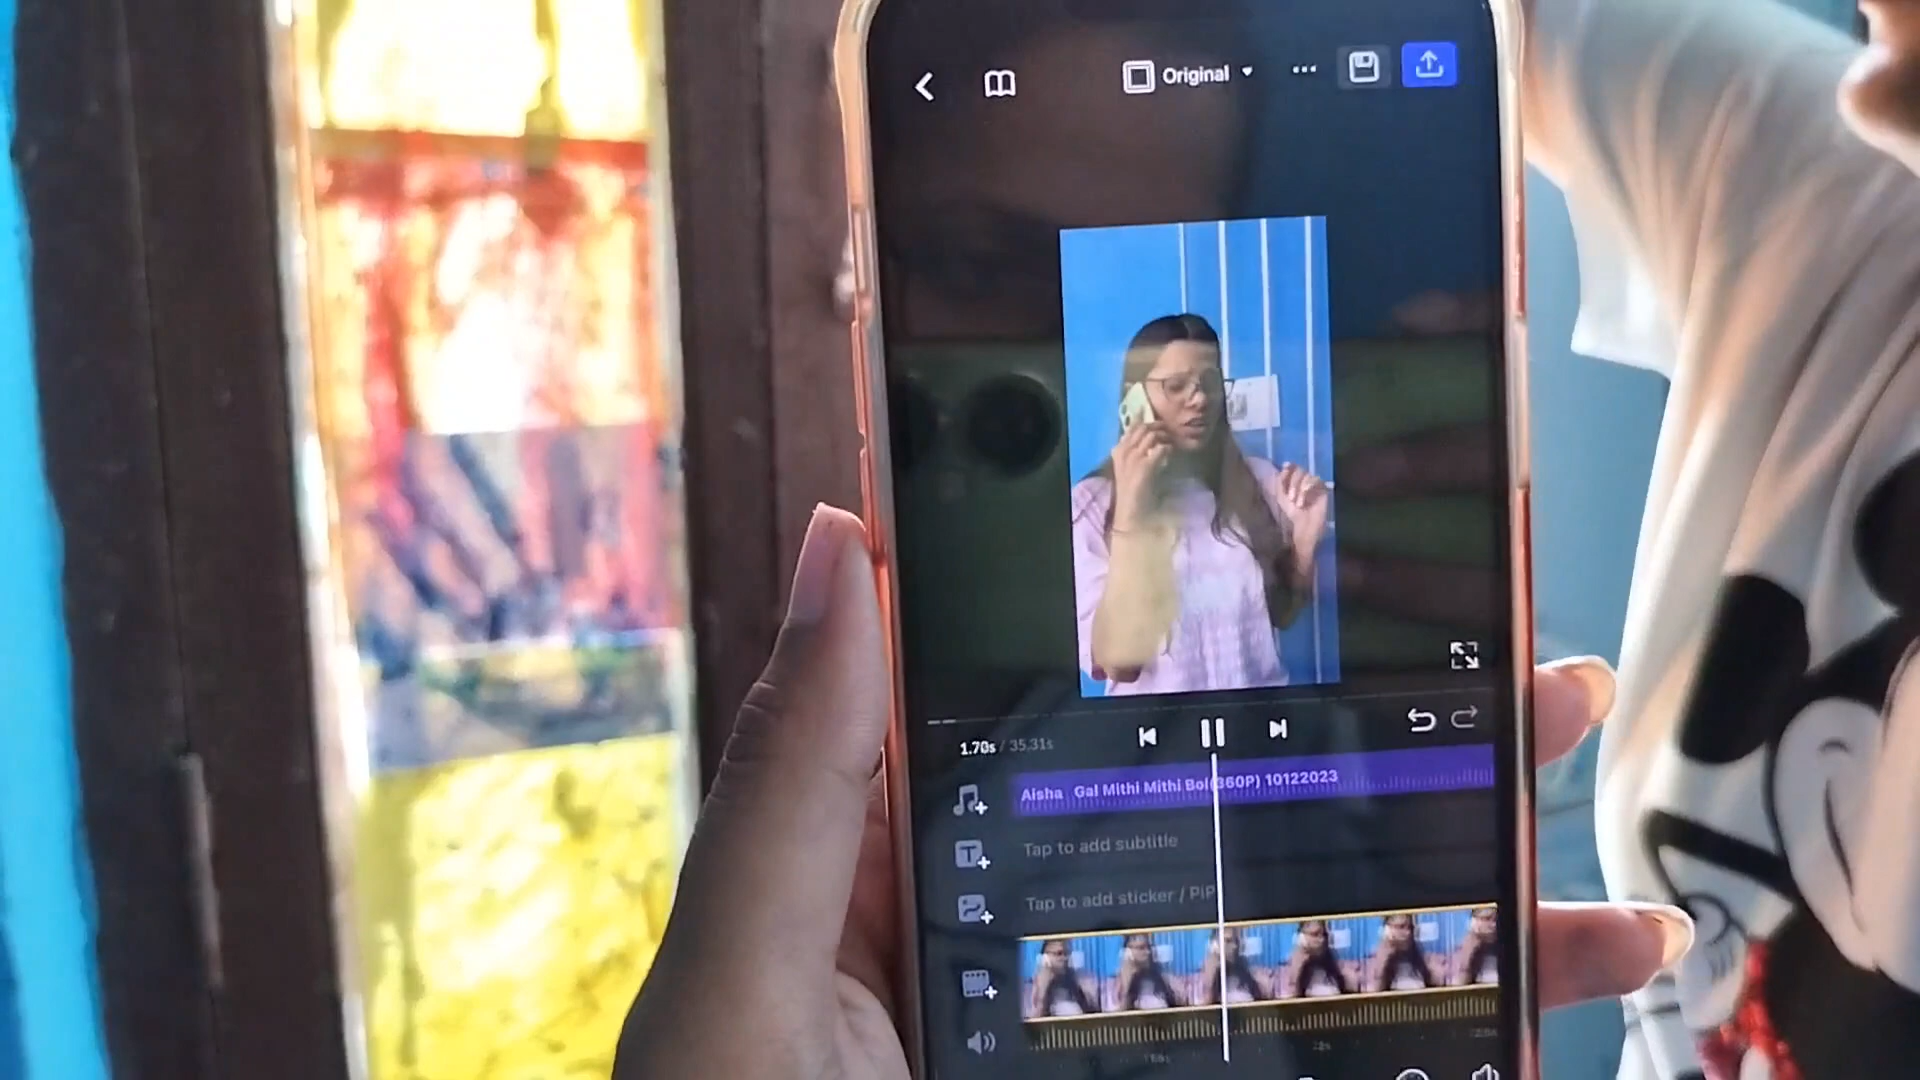 Original
1.70s / 35.31s
Aisha Gal Mithi Mithi Bol(360P) 10122023
Tap to add subtitle
Tap to add sticker / PiP